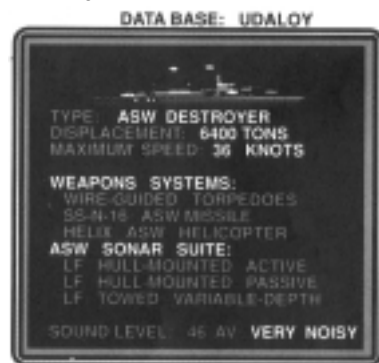 DATA BASE: UDALOY
TYPE: ASW DESTROYER
DISPLACEMENT: 6400 TONS
MAXIMUM SPEED: 36 KNOTS
WEAPONS SYSTEMS:
WIRE-GUIDED TORPEDOES
SS-N-16 ASW MISSILE
HELIX ASW HELICOPTER
ASW SONAR SUITE:
LF HULL-MOUNTED ACTIVE
LF HULL-MOUNTED PASSIVE
LF TOWED VARIABLE-DEPTH
SOUND LEVEL: 46 AV VERY NOISY